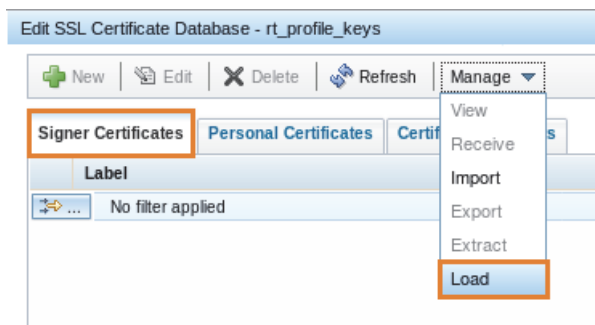 Edit SSL Certificate Database - rt_profile_keys
New Edit Delete Refresh Manage
View
Signer Certificates Personal Certificates Certif s
Receive
Label
Import
... No filter applied
Export
Extract
Load